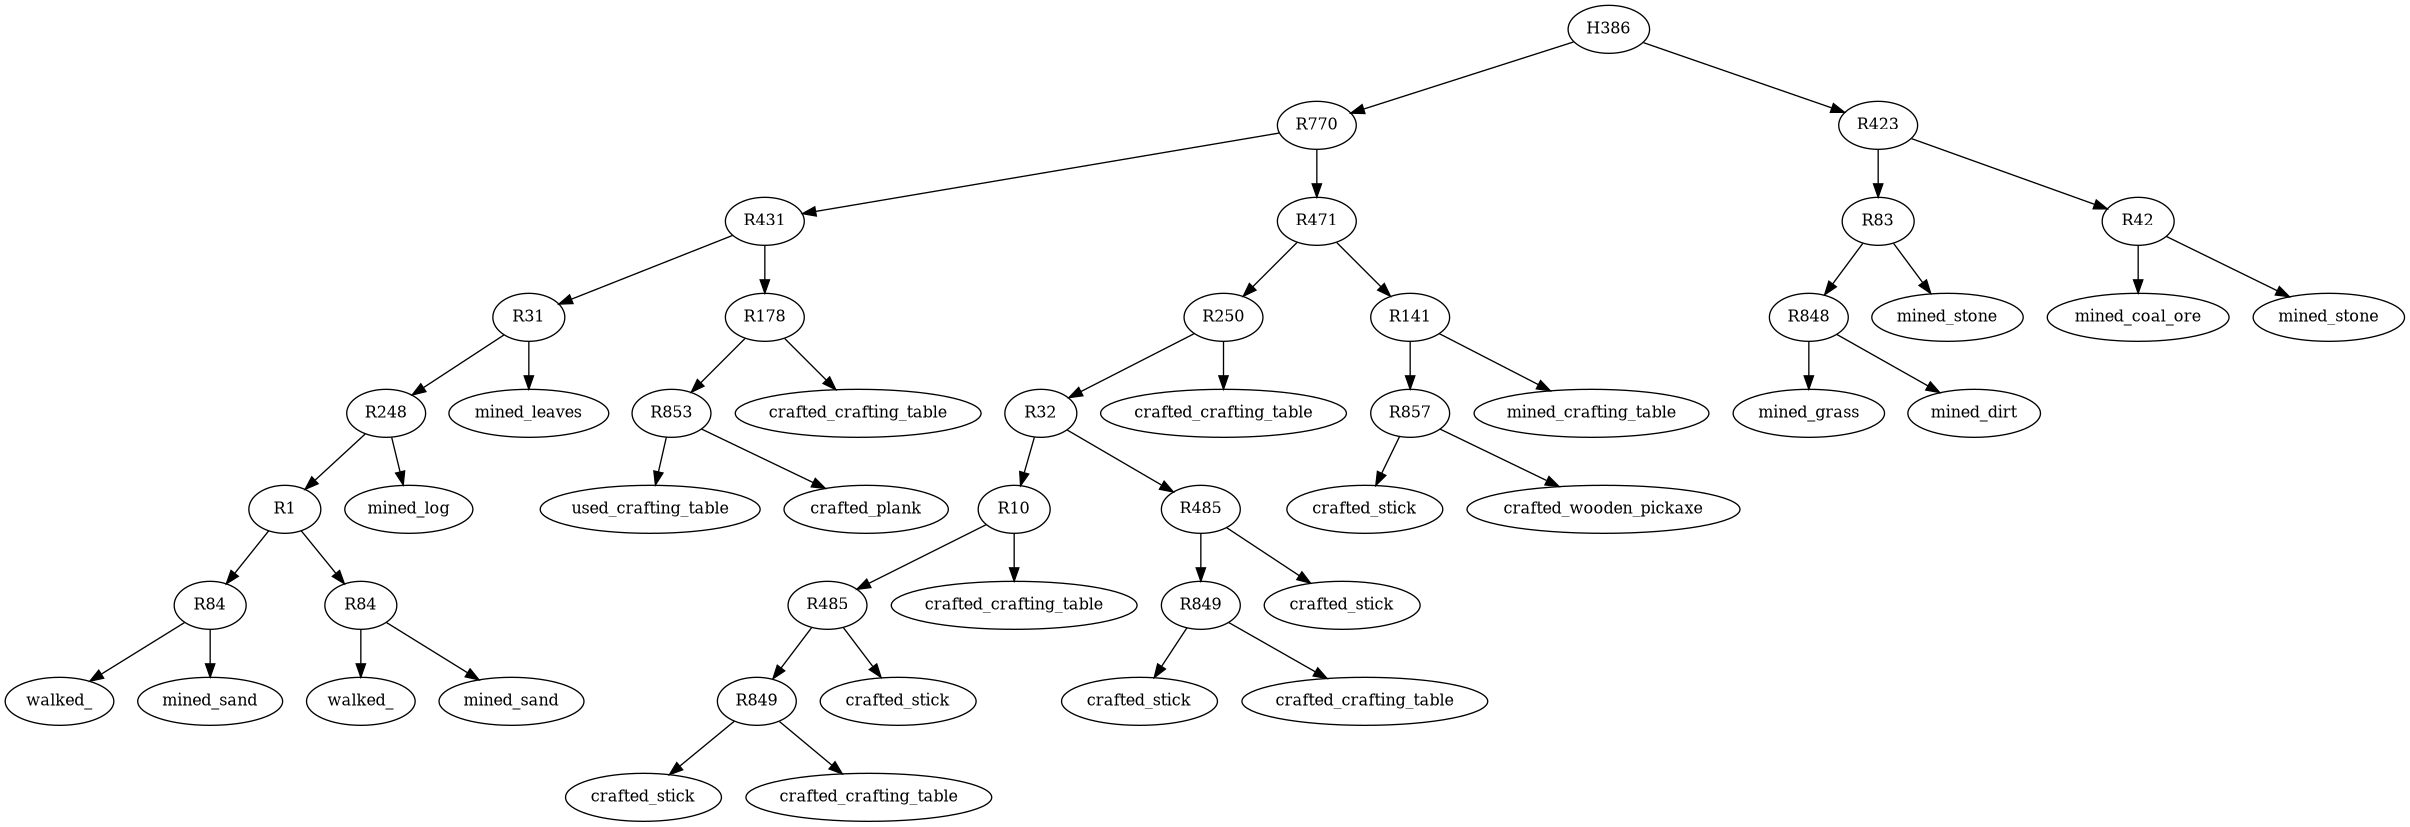 H386
R770
R423
R431
R471
R83
R42
R31
R178
R250
R141
R848
mined_stone
mined_coal_ore
mined_stone
R248
mined_leaves
R853
crafted_crafting_table
R32
crafted_crafting_table
R857
mined_crafting_table
mined_grass
mined_dirt
R1
mined_log
used_crafting_table
crafted_plank
R10
R485
crafted_stick
crafted_wooden_pickaxe
R84
R84
R485
crafted_crafting_table
R849
crafted_stick
walked_
mined_sand
walked_
mined_sand
R849
crafted_stick
crafted_stick
crafted_crafting_table
crafted_stick
crafted_crafting_table